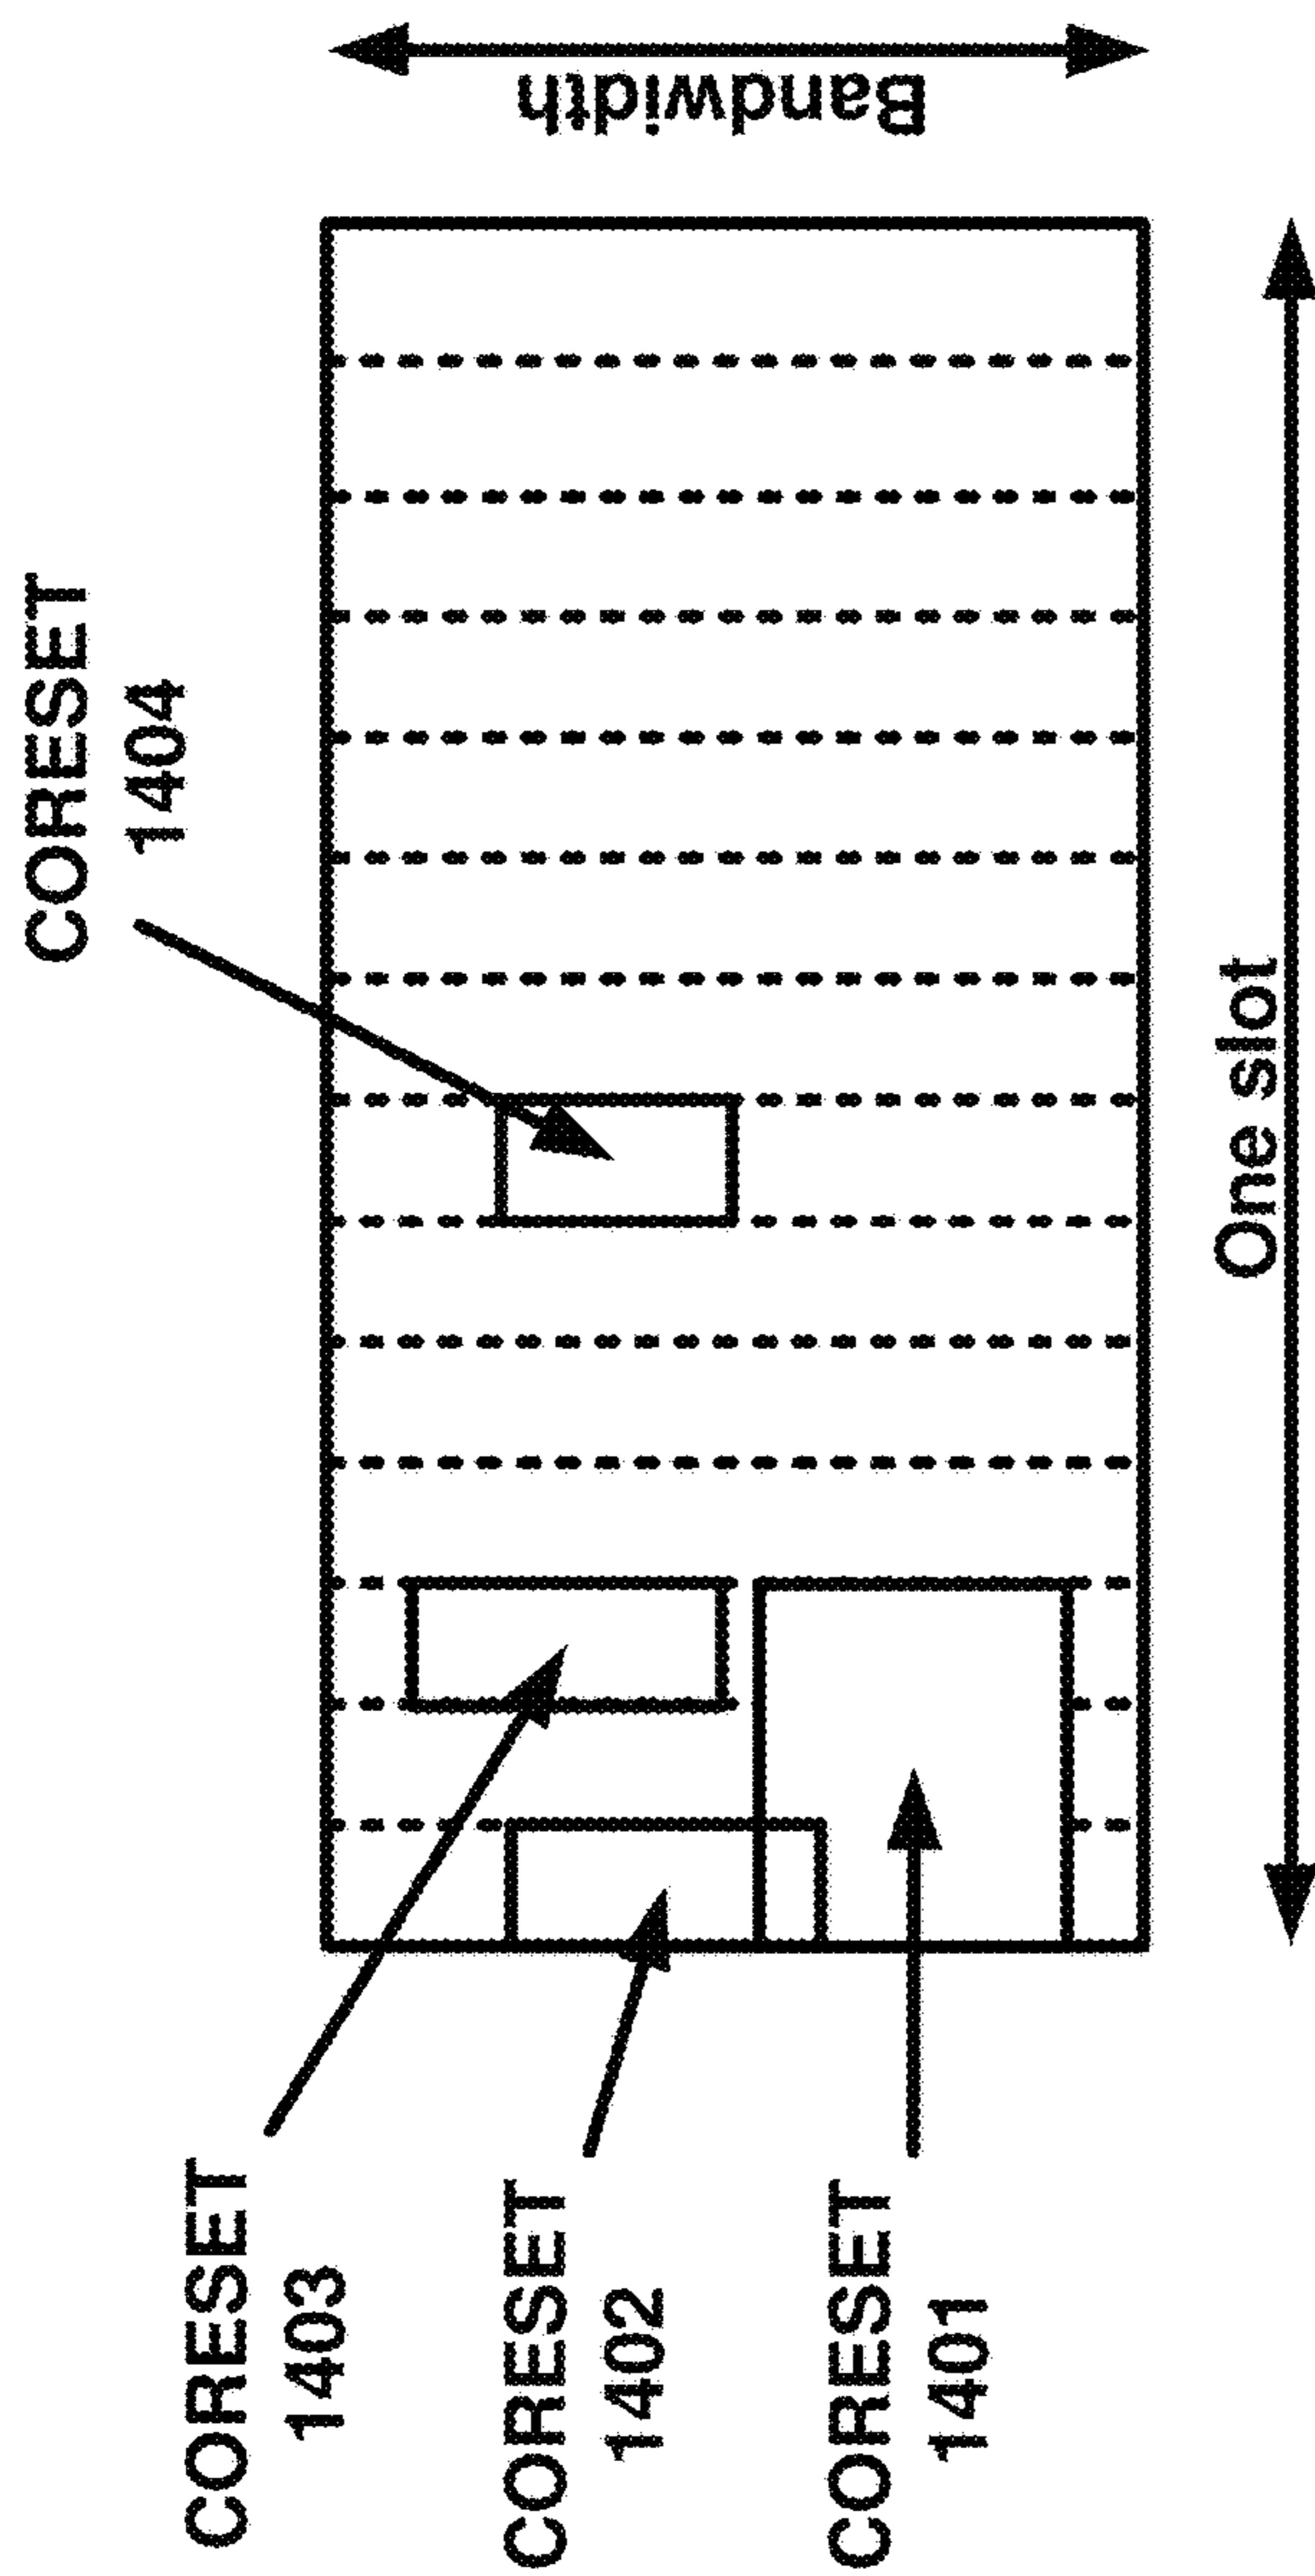 CORESET
1404
Bandwidth
CORESET
1403
CORESET
1402
CORESET
1401
One slot